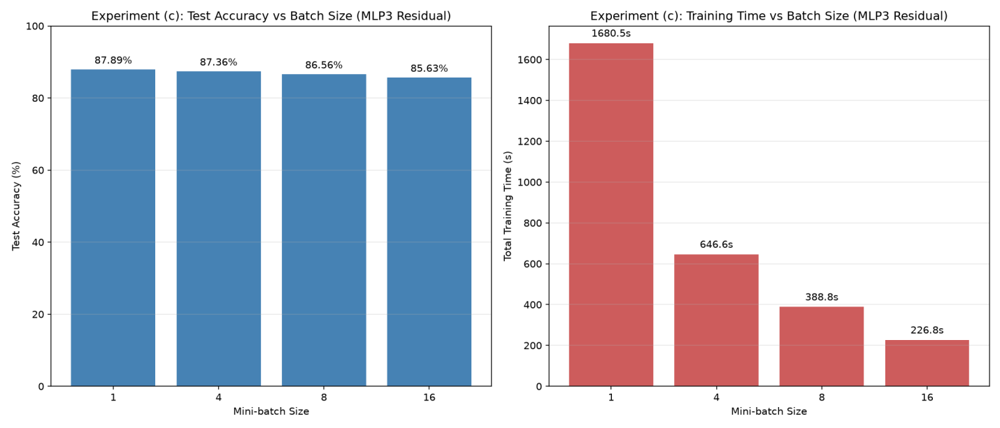 Experiment (c): Test Accuracy vs Batch Size (MLP3 Residual)
100
80
60
40
20
0
Test Accuracy (%)
87.89%
87.36%
86.56%
85.63%
1
4
8
16
Mini-batch Size
Experiment (c): Training Time vs Batch Size (MLP3 Residual)
1600
1400
1200
1000
800
600
400
200
0
Total Training Time (s)
1680.5s
646.6s
388.8s
226.8s
1
4
8
16
Mini-batch Size